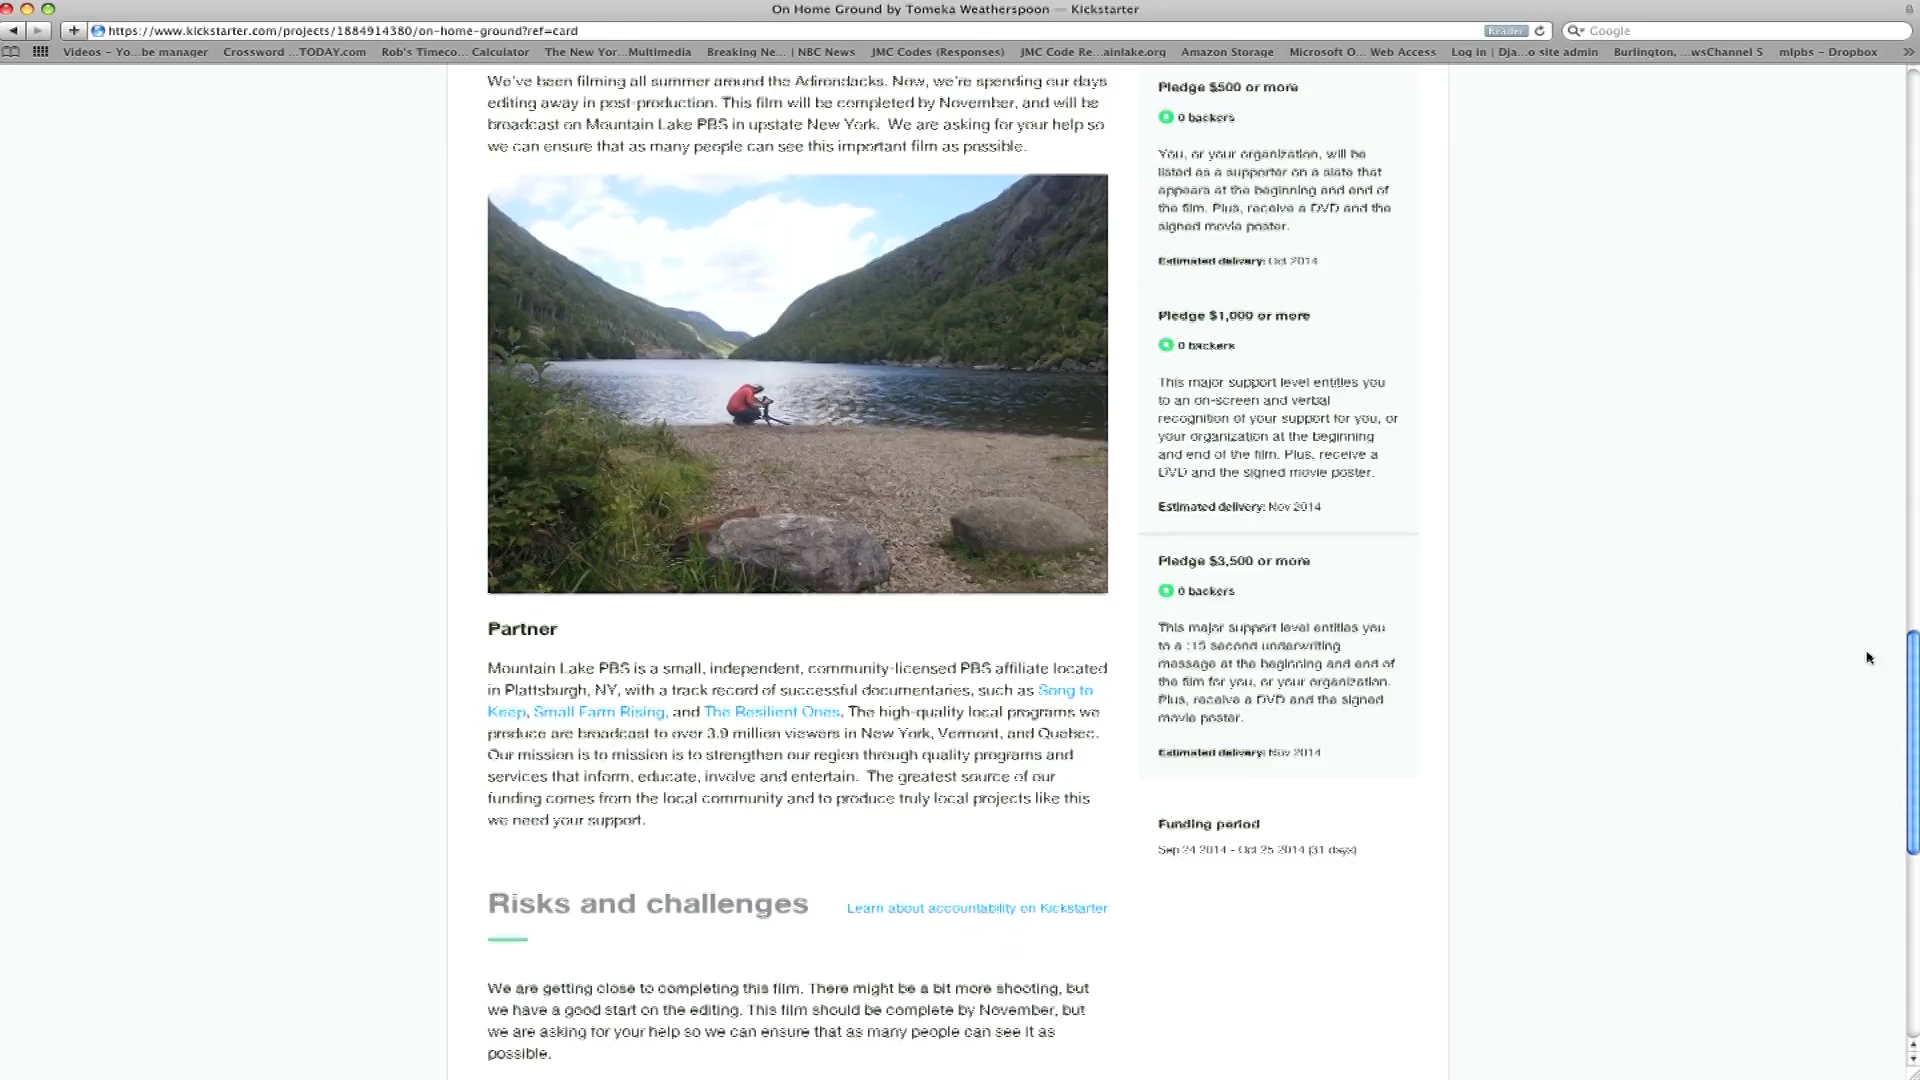 On Home Ground by Tomeka Weatherspoon — Kickstarter
https://www.kickstarter.com/projects/1884914380/on-home-ground?ref=card
Reader
Google
Videos - Yo...be manager
Crossword ...TODAY.com
Rob's Timeco... Calculator
The New Yor...Multimedia
Breaking Ne... | NBC News
JMC Codes (Responses)
JMC Code Re...ainlake.org
Amazon Storage
Microsoft O... Web Access
Log in | Dja...o site admin
Burlington, ...wsChannel 5
mlpbs - Dropbox
We've been filming all summer around the Adirondacks. Now, we're spending our days
editing away in post-production. This film will be completed by November, and will be
broadcast on Mountain Lake PBS in upstate New York. We are asking for your help so
we can ensure that as many people can see this important film as possible.
Partner
Mountain Lake PBS is a small, independent, community-licensed PBS affiliate located
in Plattsburgh, NY, with a track record of successful documentaries, such as Song to
Keep, Small Farm Rising, and The Resilient Ones. The high-quality local programs we
produce are broadcast to over 3.9 million viewers in New York, Vermont, and Quebec.
Our mission is to mission is to strengthen our region through quality programs and
services that inform, educate, involve and entertain. The greatest source of our
funding comes from the local community and to produce truly local projects like this
we need your support.
Risks and challenges
Learn about accountability on Kickstarter
We are getting close to completing this film. There might be a bit more shooting, but
we have a good start on the editing. This film should be complete by November, but
we are asking for your help so we can ensure that as many people can see it as
possible.
Pledge $500 or more
0 backers
You, or your organization, will be
listed as a supporter on a slate that
appears at the beginning and end of
the film. Plus, receive a DVD and the
signed movie poster.
Estimated delivery: Oct 2014
Pledge $1,000 or more
0 backers
This major support level entitles you
to an on-screen and verbal
recognition of your support for you, or
your organization at the beginning
and end of the film. Plus, receive a
DVD and the signed movie poster.
Estimated delivery: Nov 2014
Pledge $3,500 or more
0 backers
This major support level entitles you
to a :15 second underwriting
message at the beginning and end of
the film for you, or your organization.
Plus, receive a DVD and the signed
movie poster.
Estimated delivery: Nov 2014
Funding period
Sep 24 2014 - Oct 25 2014 (31 days)